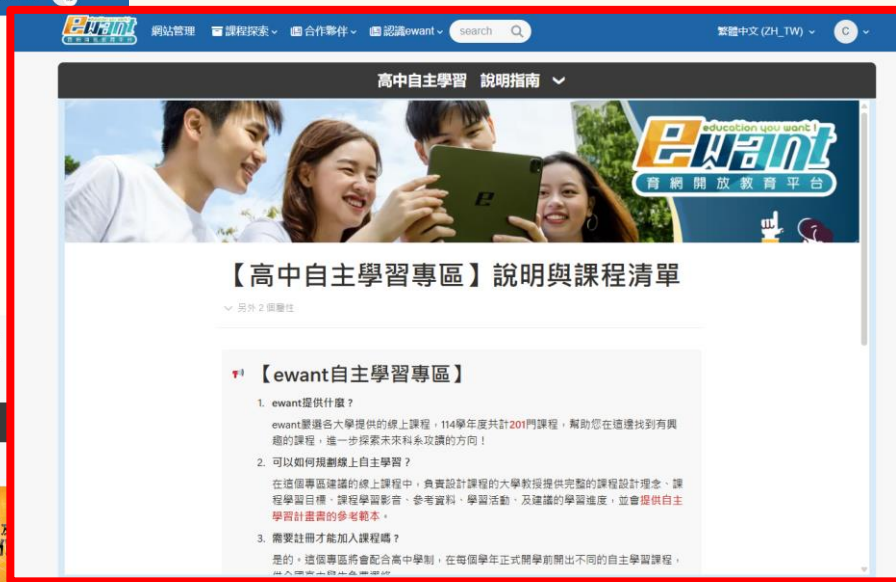 ewant
育網開放教育平台
網站管理 課程探索 合作夥伴 認識ewant search 繁體中文 (ZH_TW) C
高中自主學習 說明指南
education you want !
ewant
育網開放教育平台
e
【高中自主學習專區】說明與課程清單
另外 2 個屬性
【ewant自主學習專區】
1. ewant提供什麼？
ewant嚴選各大學提供的線上課程，114學年度共計201門課程，幫助您在這邊找到有興
趣的課程，進一步探索未來科系攻讀的方向！
2. 可以如何規劃線上自主學習？
在這個專區建議的線上課程中，負責設計課程的大學教授提供完整的課程設計理念、課
程學習目標、課程學習影音、參考資料、學習活動、及建議的學習進度，並會提供自主
學習計畫書的參考範本。
3. 需要註冊才能加入課程嗎？
是的。這個專區將會配合高中學制，在每個學年正式開學前開出不同的自主學習課程，